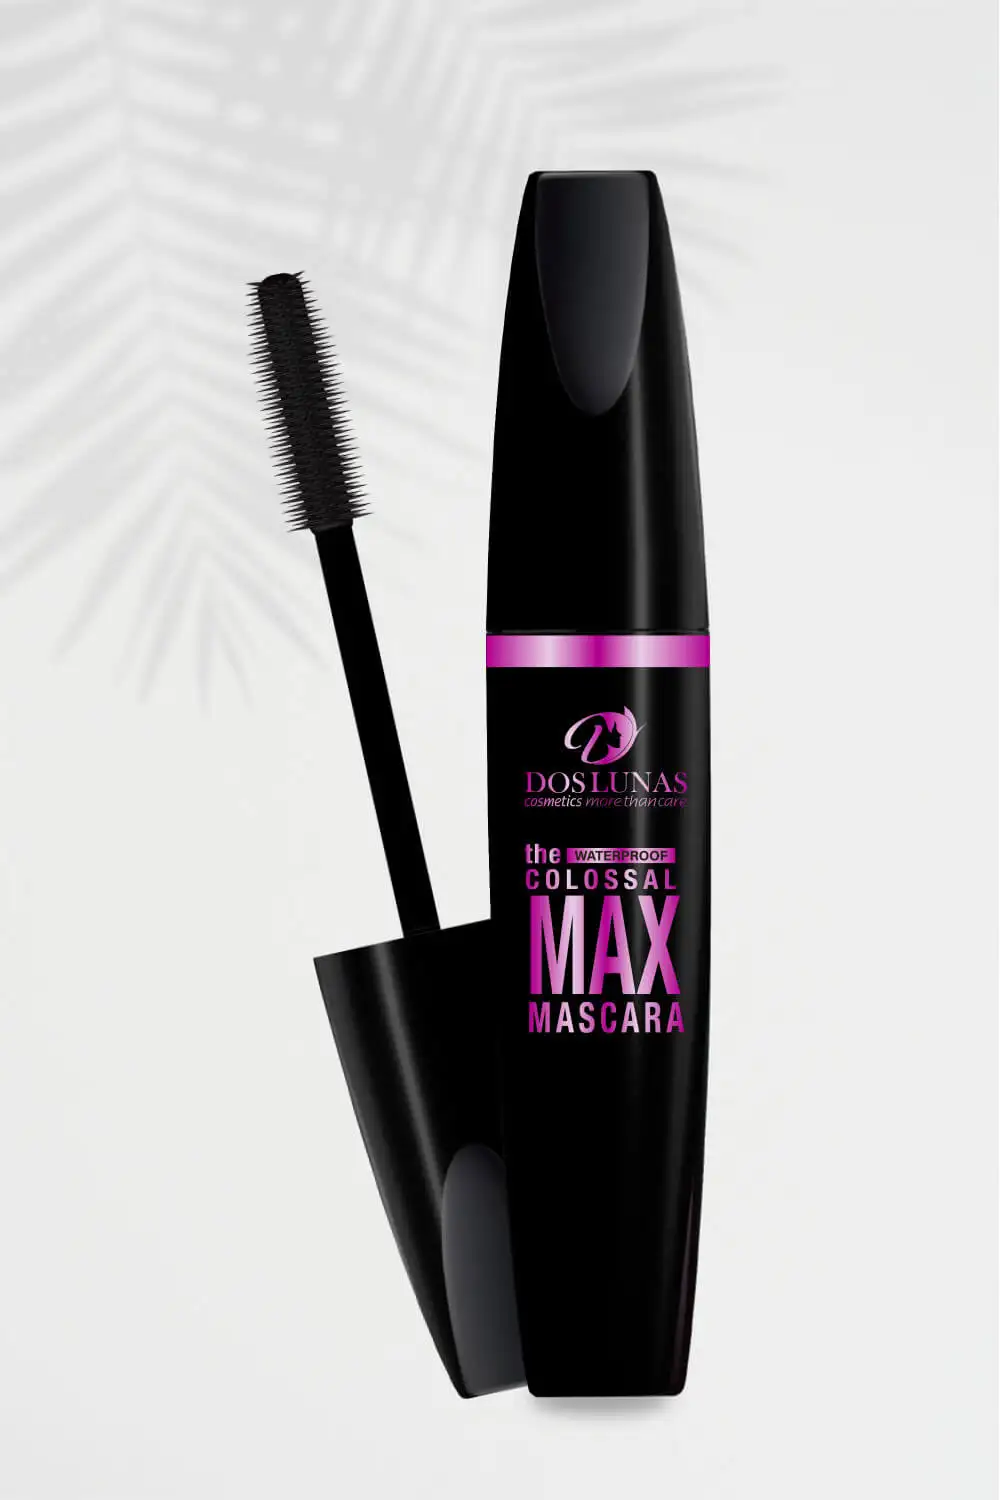 DOS LUNAS
cosmetics more than care
the WATERPROOF
COLOSSAL
MAX
MASCARA